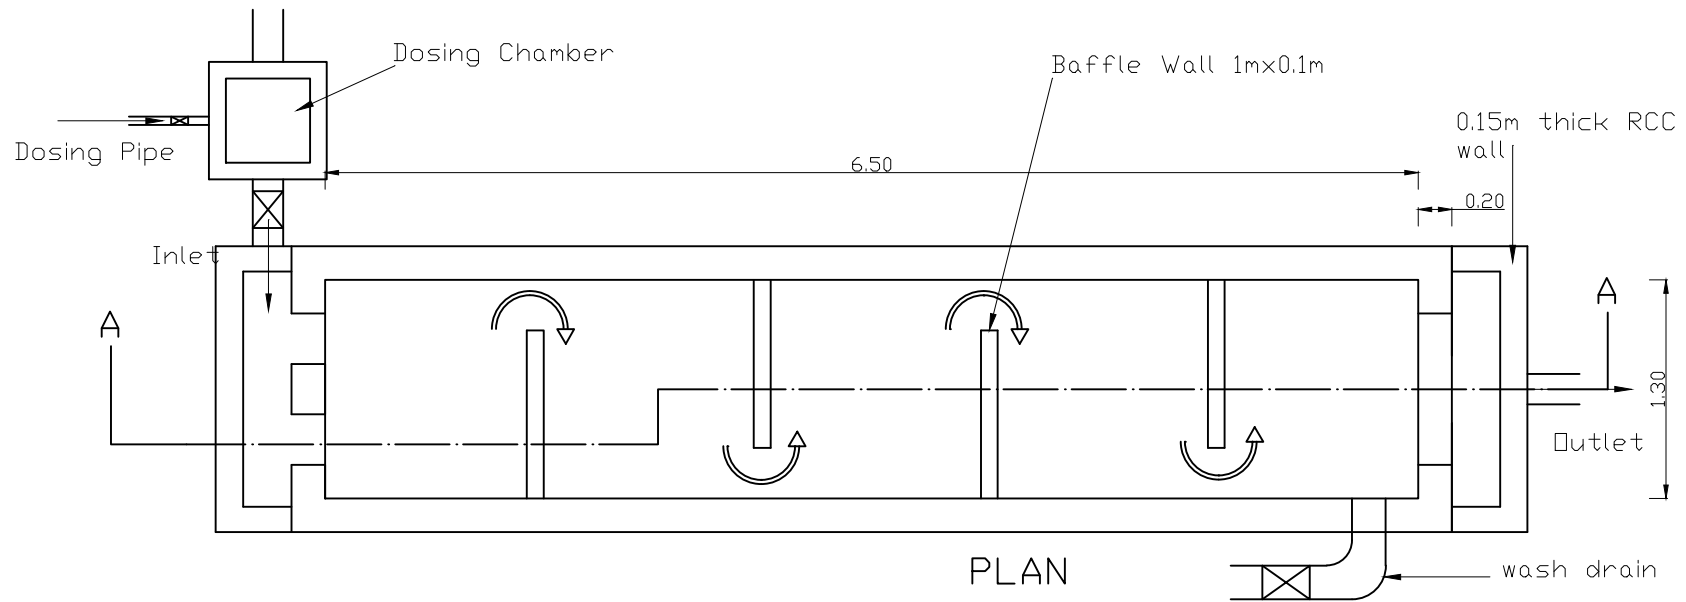 Dosing Chamber
Baffle Wall 1mx0.1m
0.15m thick RCC
wall
Dosing Pipe
6.50
0.20
Inlet
A
A
1.30
Outlet
PLAN
wash drain